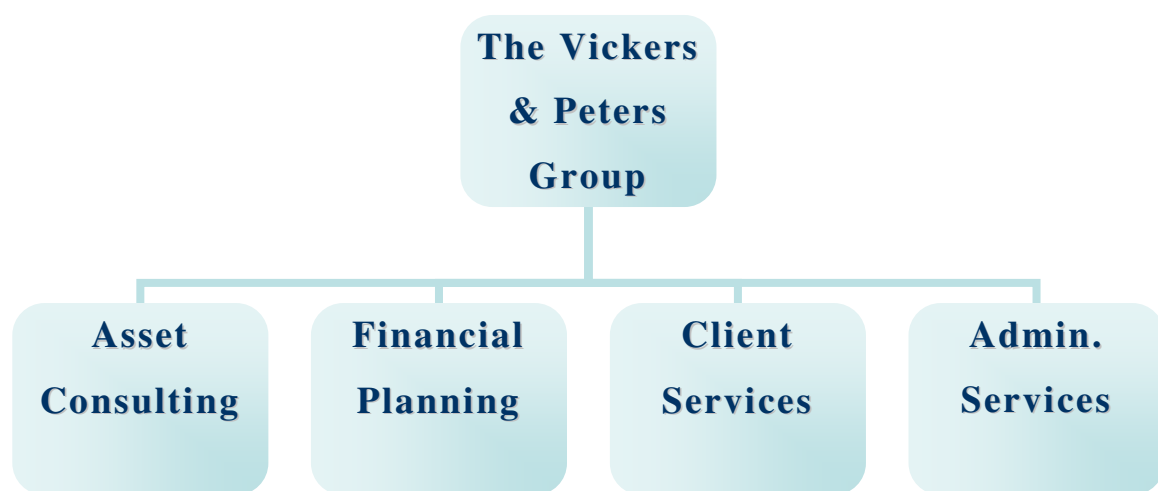 The Vickers
& Peters
Group
Asset
Consulting
Financial
Planning
Client
Services
Admin.
Services